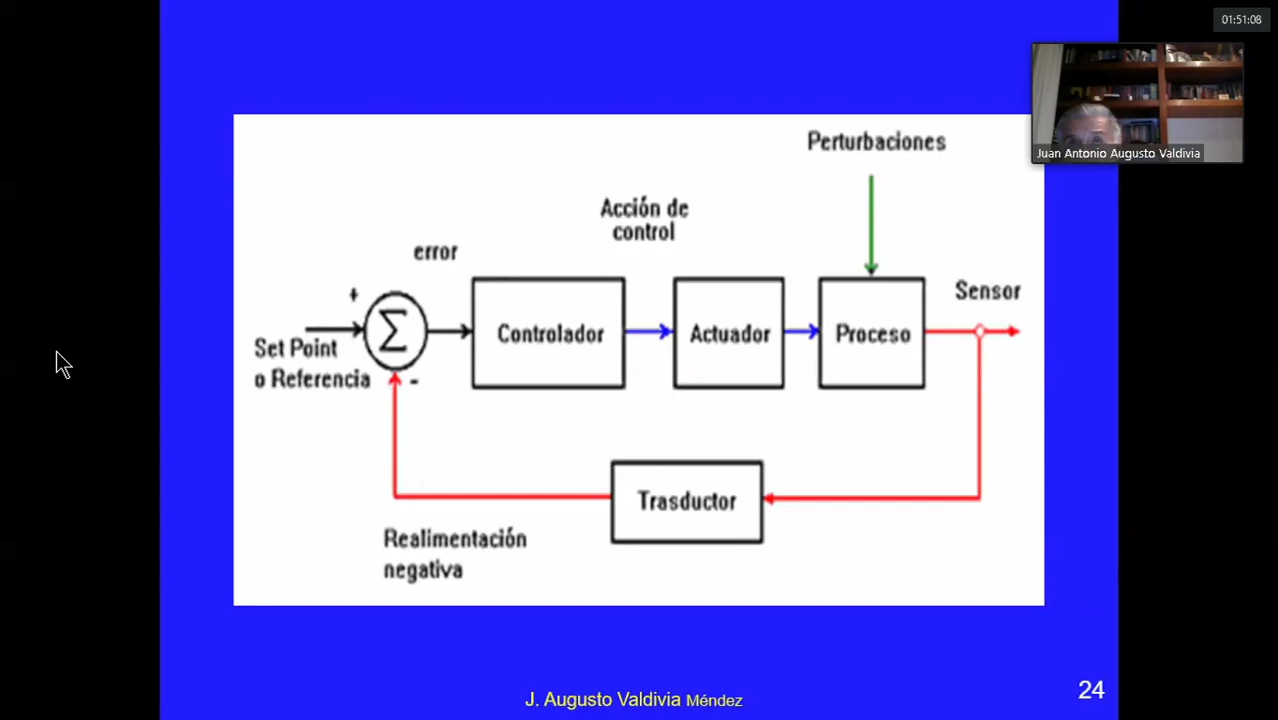 01:51:08
Juan Antonio Augusto Valdivia
Perturbaciones
Acción de
control
error
Sensor
+
Σ
Controlador
Actuador
Proceso
Set Point
o Referencia
-
Trasductor
Realimentación
negativa
J. Augusto Valdivia Méndez
24